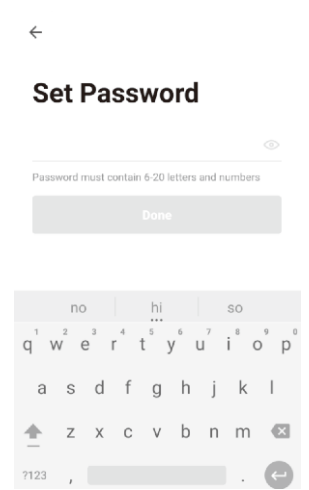 Set Password
Password must contain 6-20 letters and numbers
Done
no hi so
1 2 3 4 5 6 7 8 9 0
q w e r t y u i o p
a s d f g h j k l
z x c v b n m
?123 , .